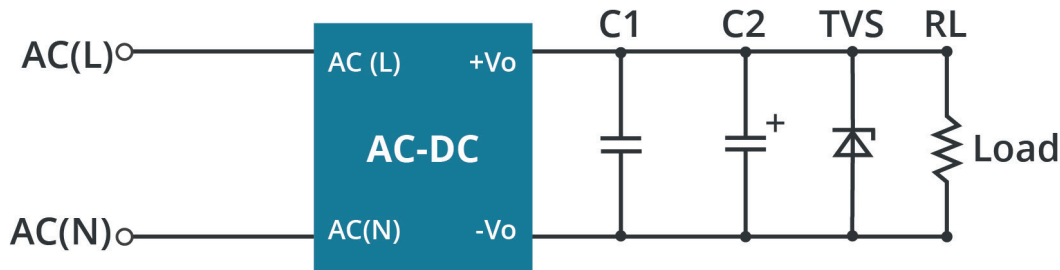 C1 C2 TVS RL
AC(L) AC (L) +Vo
AC-DC
+
Load
AC(N) AC(N) -Vo